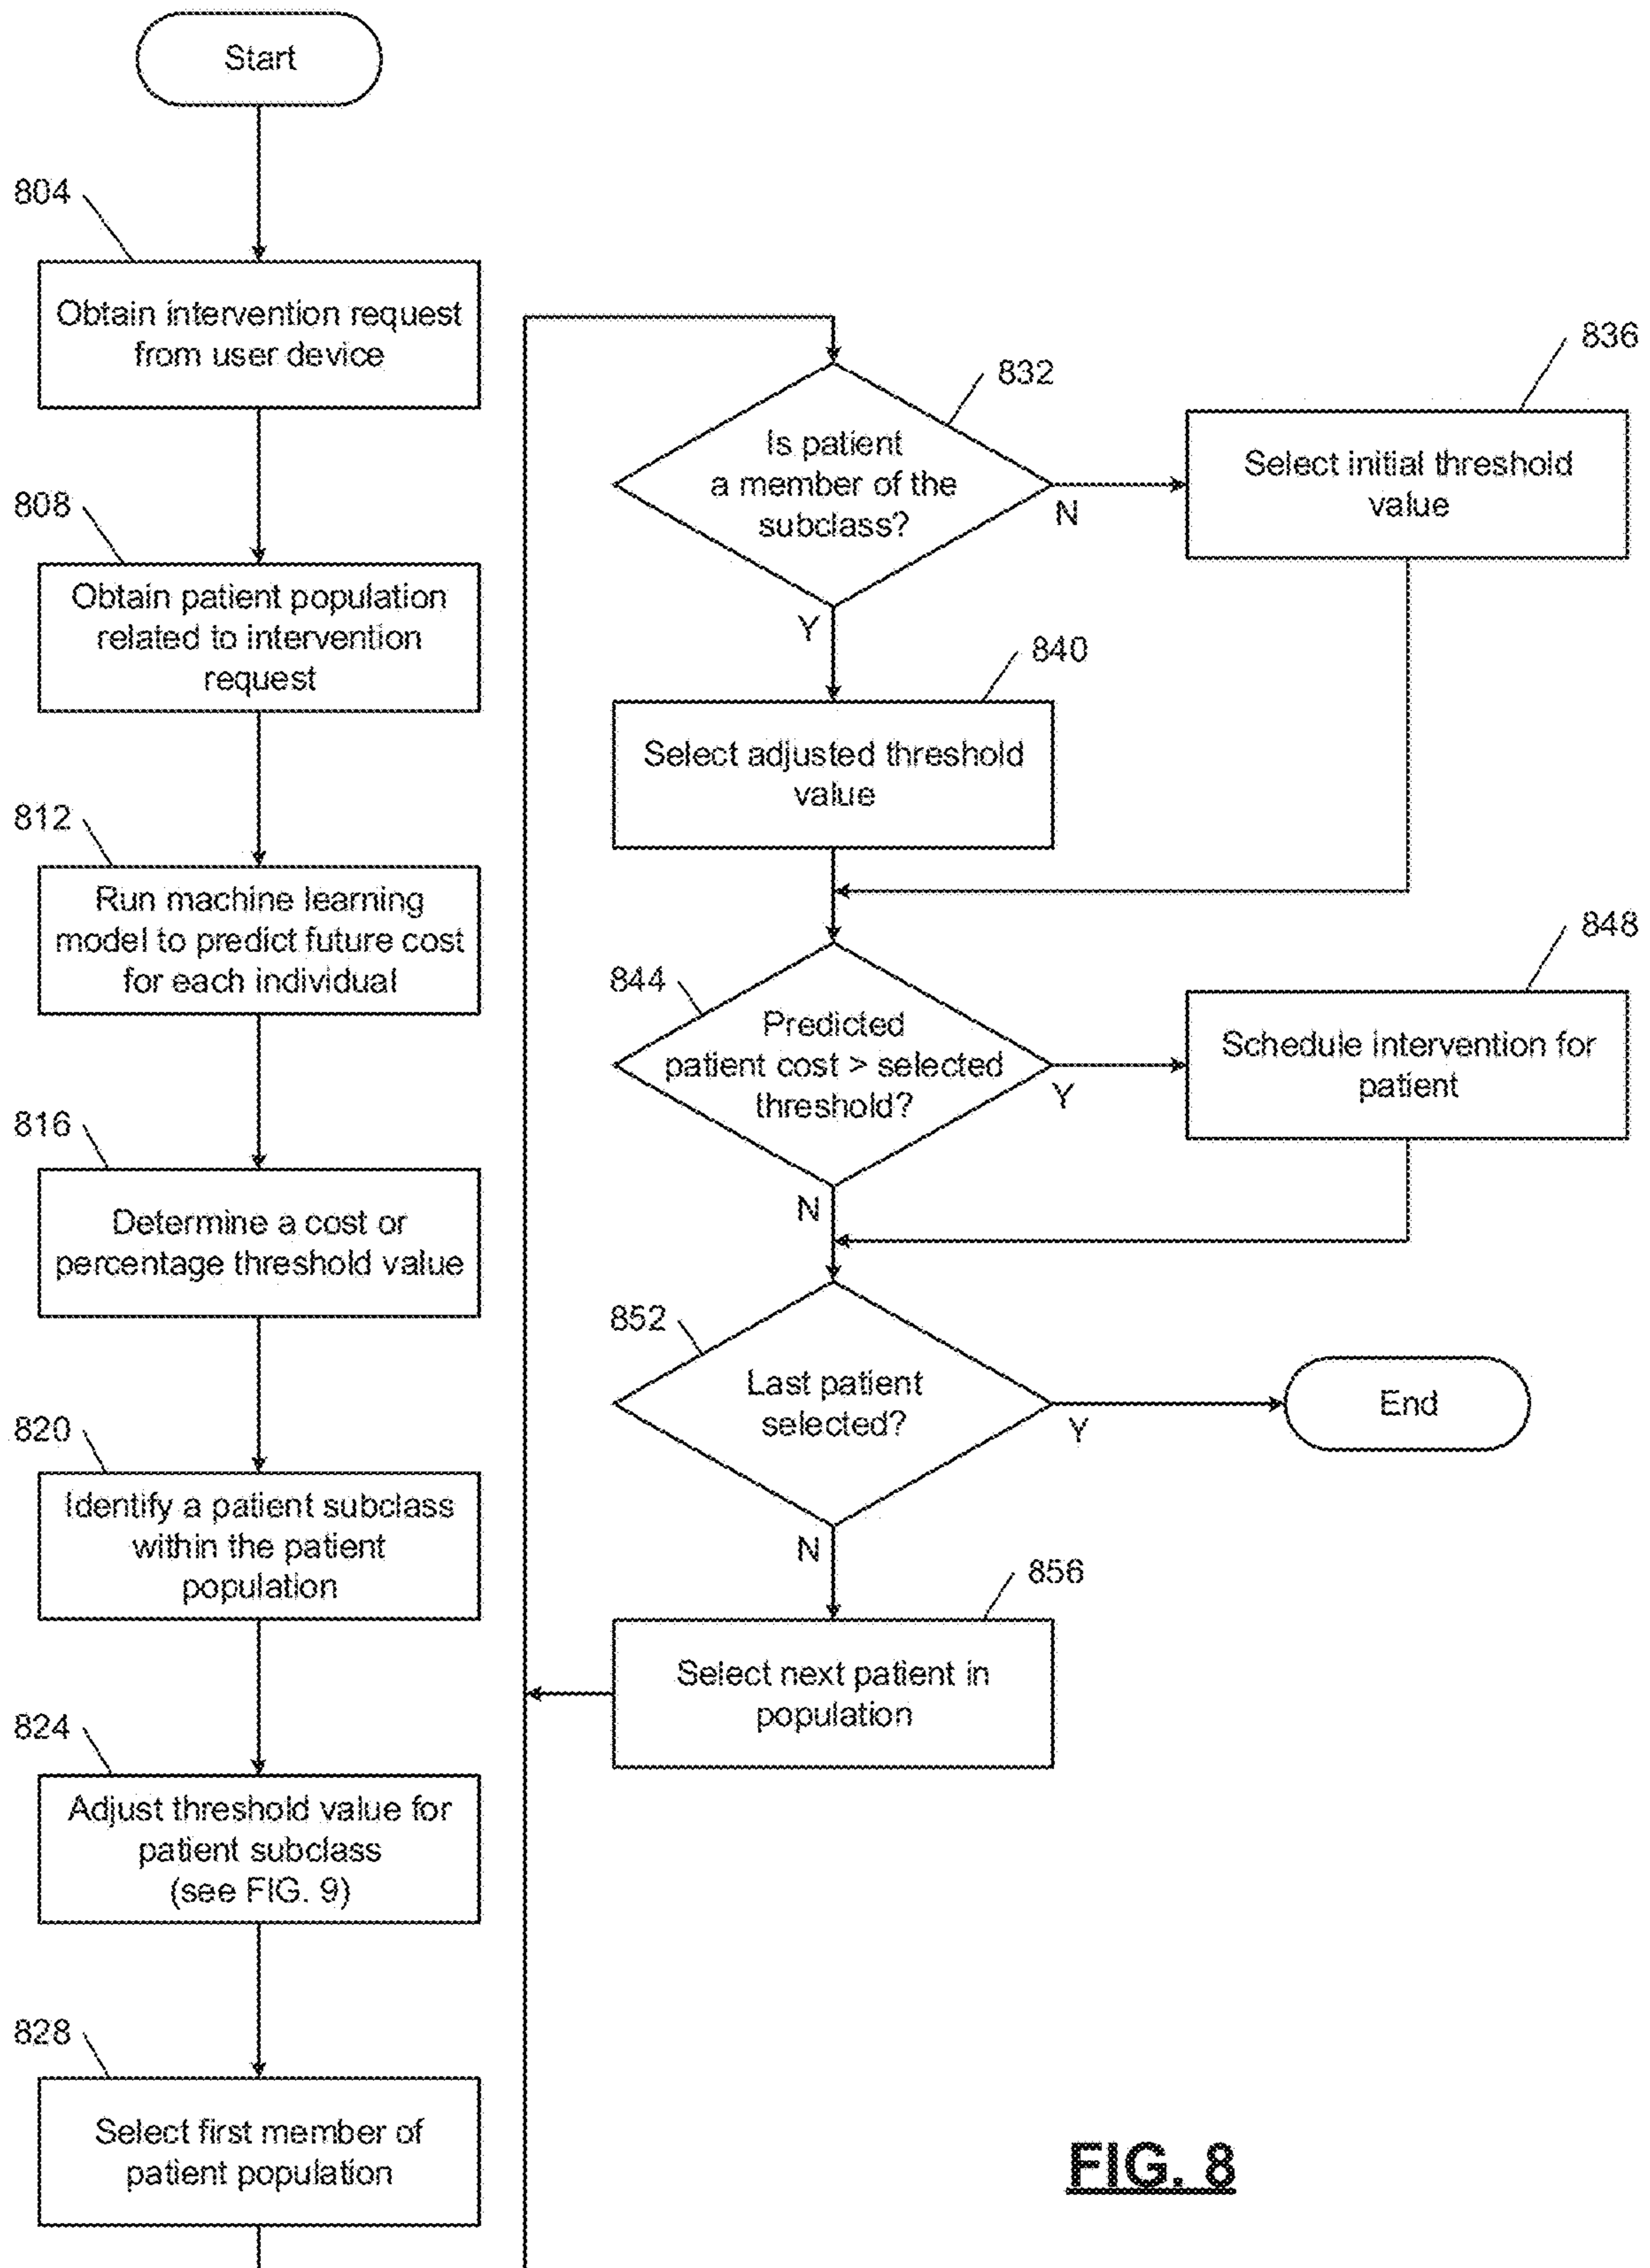 Start
804
Obtain intervention request
from user device
808
Obtain patient population
related to intervention
request
812
Run machine learning
model to predict future cost
for each individual
816
Determine a cost or
percentage threshold value
820
Identify a patient subclass
within the patient
population
824
Adjust threshold value for
patient subclass
(see FIG. 9)
828
Select first member of
patient population
832
Is patient
a member of the
subclass?
N
Y
836
Select initial threshold
value
840
Select adjusted threshold
value
844
Predicted
patient cost > selected
threshold?
Y
N
848
Schedule intervention for
patient
852
Last patient
selected?
Y
N
End
856
Select next patient in
population
FIG. 8